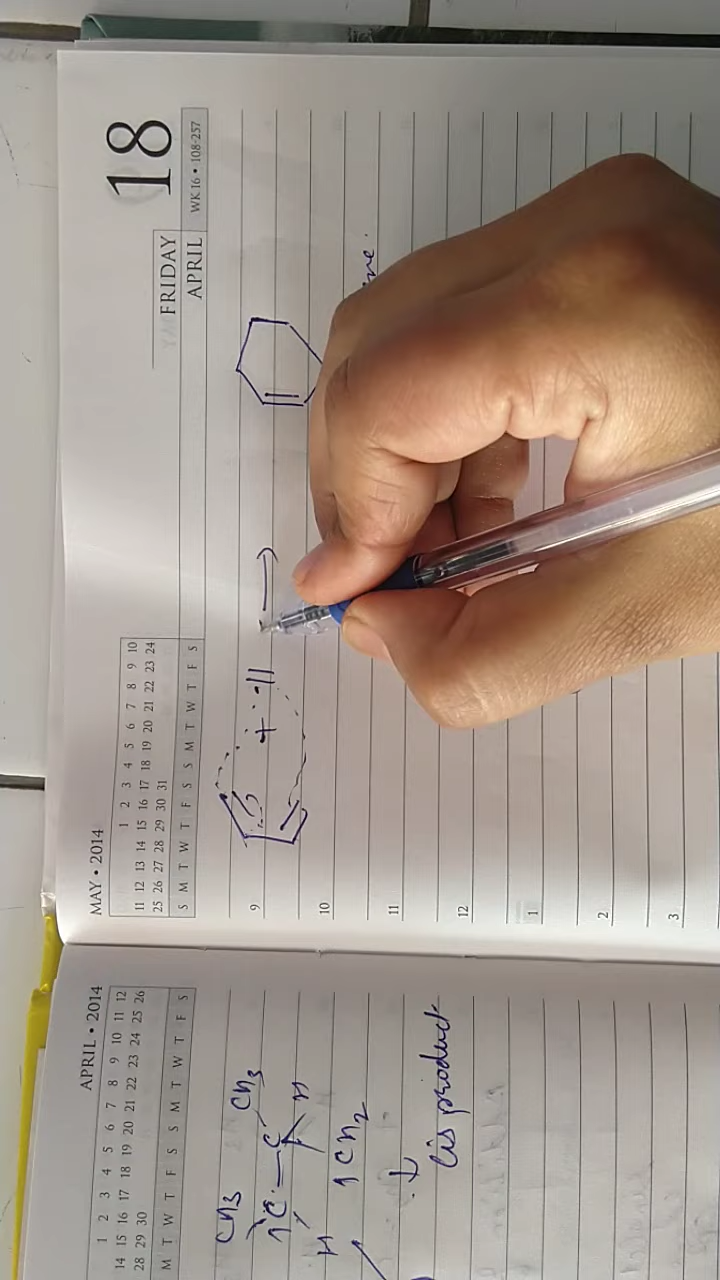 APRIL • 2014
1 2 3 4 5
6 7 8 9 10 11 12
14 15 16 17 18 19
20 21 22 23 24 25 26
28 29 30
M T W T F S S M T W T F S
CH3
C — C
CH3
H
H
1CH2
cis product
MAY • 2014
1 2 3 4 5 6 7 8 9 10
11 12 13 14 15 16 17 18 19 20 21 22 23 24
25 26 27 28 29 30 31
S M T W T F S S M T W T F S
FRIDAY
APRIL
18
WK 16 • 108-257
9
+ →
10
11
12
1
2
3
ne.